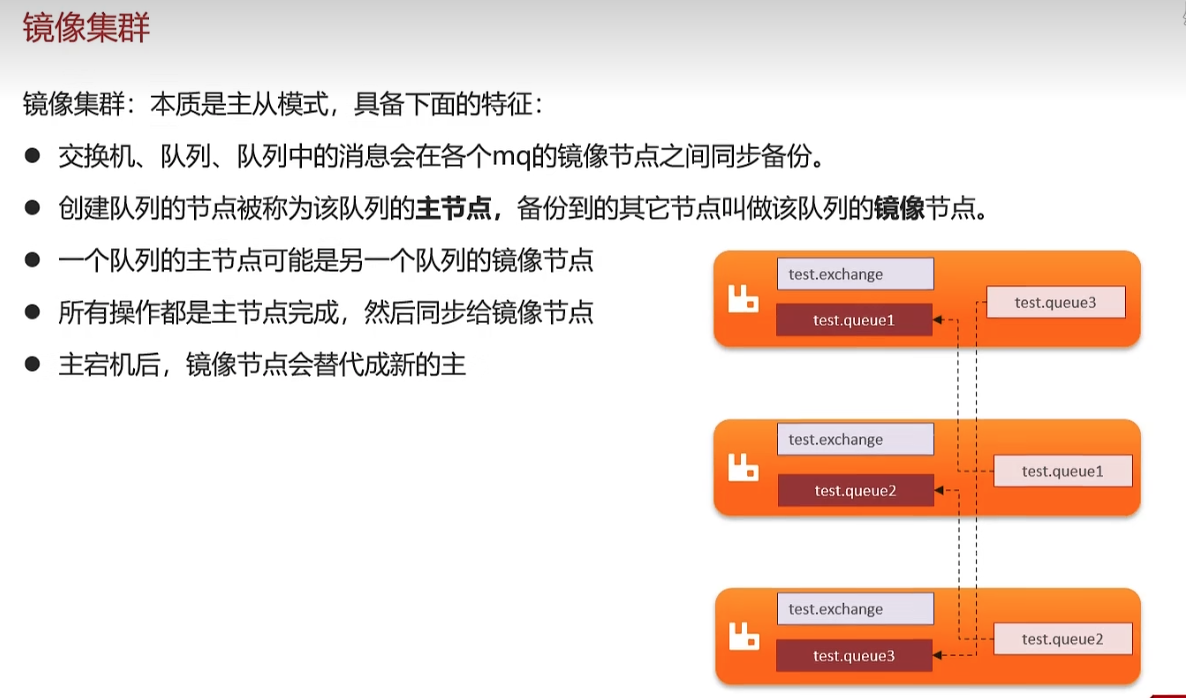 镜像集群
镜像集群：本质是主从模式，具备下面的特征：
● 交换机、队列、队列中的消息会在各个mq的镜像节点之间同步备份。
● 创建队列的节点被称为该队列的主节点，备份到的其它节点叫做该队列的镜像节点。
● 一个队列的主节点可能是另一个队列的镜像节点
● 所有操作都是主节点完成，然后同步给镜像节点
● 主宕机后，镜像节点会替代成新的主
test.exchange
test.queue3
test.queue1
test.exchange
test.queue1
test.queue2
test.exchange
test.queue2
test.queue3